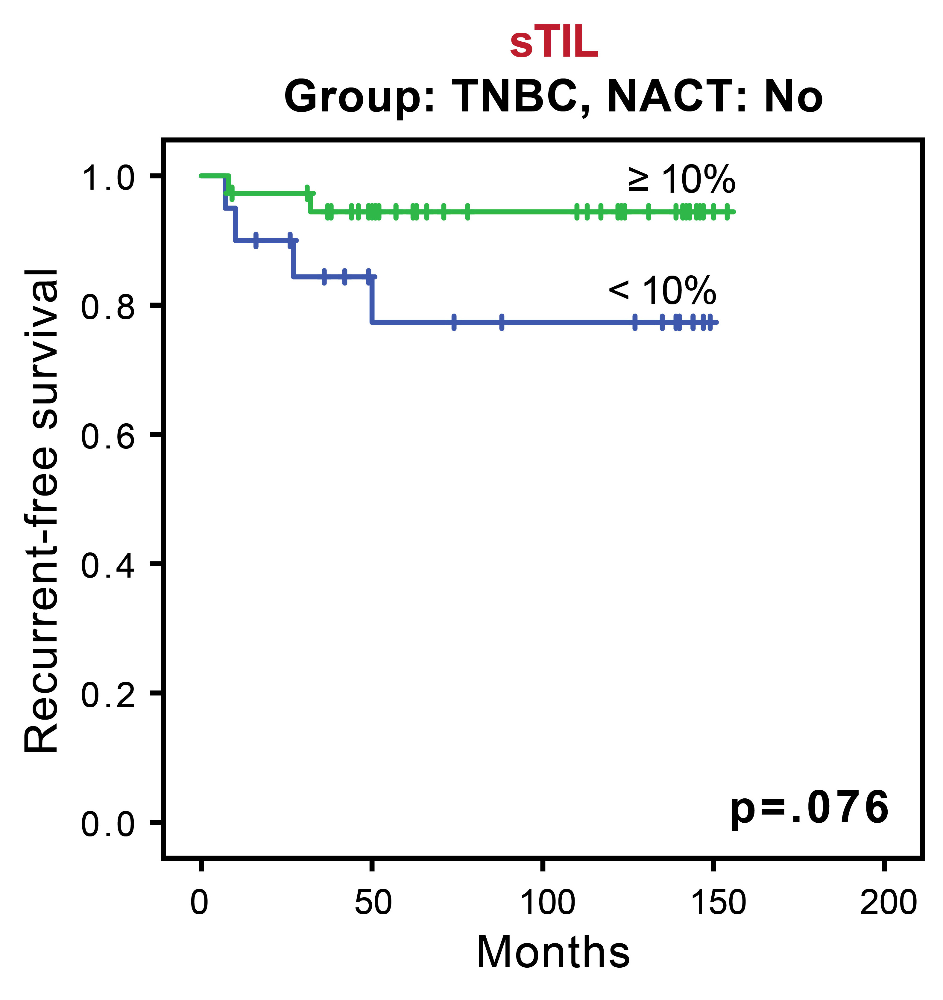 sTIL
Group: TNBC, NACT: No
Recurrent-free survival
1.0
0.8
0.6
0.4
0.2
0.0
≥ 10%
< 10%
p=.076
0 50 100 150 200
Months